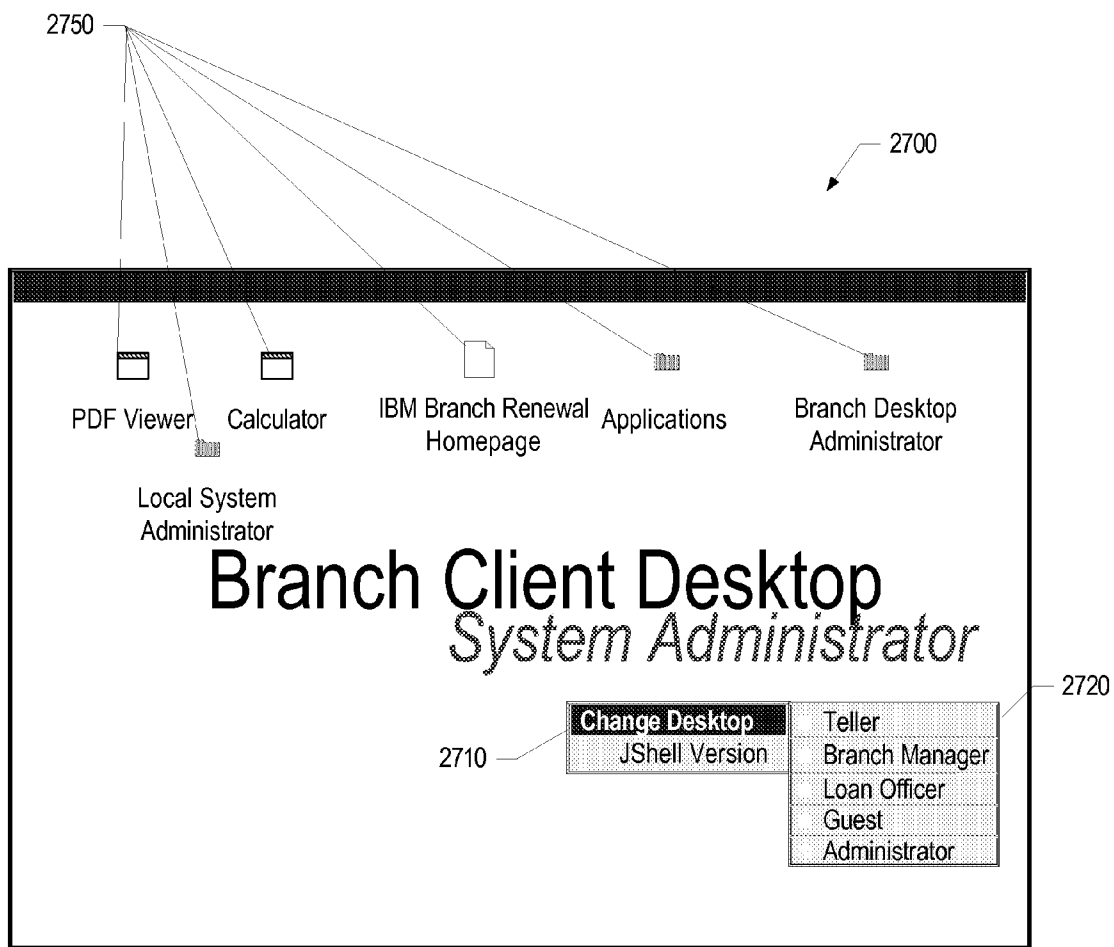 2750
2700
PDF Viewer
Calculator
IBM Branch Renewal
Homepage
Applications
Branch Desktop
Administrator
Local System
Administrator
Branch Client Desktop
System Administrator
2720
Change Desktop
JShell Version
2710
Teller
Branch Manager
Loan Officer
Guest
Administrator